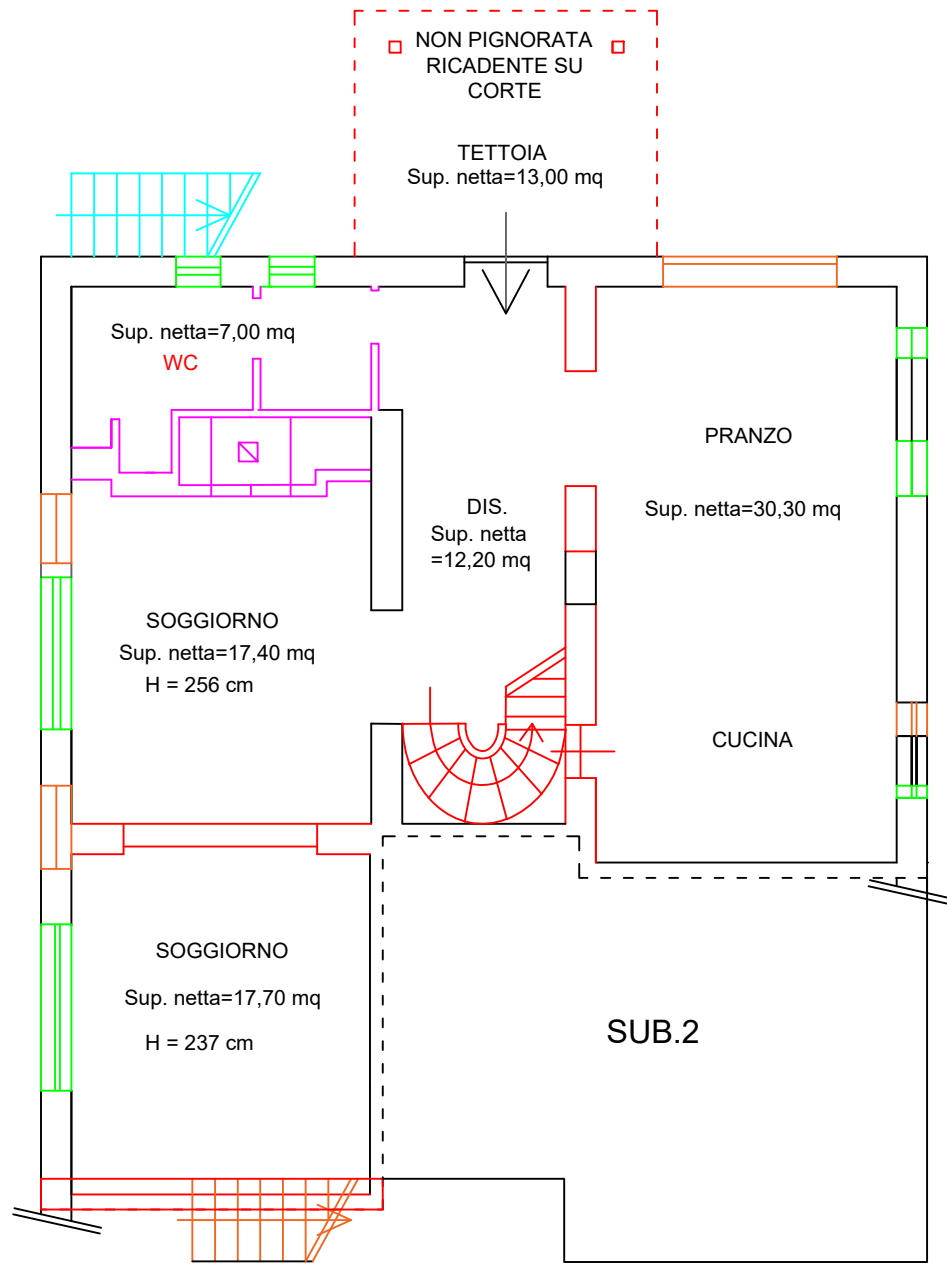 NON PIGNORATA
RICADENTE SU
CORTE
TETTOIA
Sup. netta=13,00 mq
Sup. netta=7,00 mq
WC
PRANZO
Sup. netta=30,30 mq
DIS.
Sup. netta
=12,20 mq
SOGGIORNO
Sup. netta=17,40 mq
H = 256 cm
CUCINA
SOGGIORNO
Sup. netta=17,70 mq
H = 237 cm
SUB.2